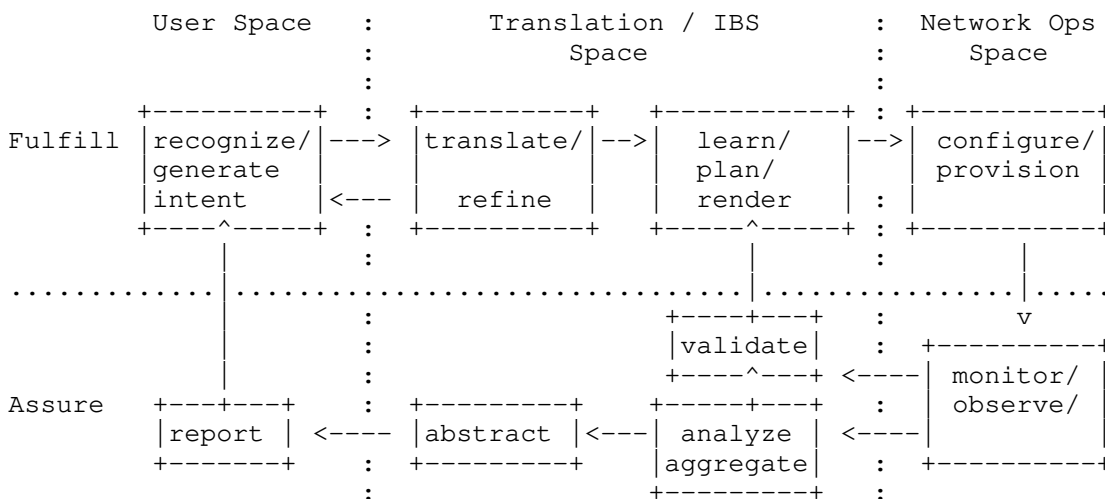 User Space : Translation / IBS : Network Ops
: Space : Space
: :
: :
+-----------+ : +----------+ +-----------+ : +-----------+
Fulfill |recognize/|---> |translate/ |-->| learn/ |-->| configure/|
|generate | | | | plan/ | | provision |
|intent |<--- | refine | | render | : | |
+----^-----+ : +----------+ +-----^-----+ : +-----------+
| : | : |
..............|................................|................|.....
| : +----+---+ : v
| : |validate| : +----------+
| : +----^---+ <----| monitor/ |
Assure +---+---+ : +---------+ +-----+---+ : | observe/ |
|report | <---- |abstract |<---| analyze | <----| |
+-------+ : +---------+ |aggregate| : +----------+
: +---------+ :